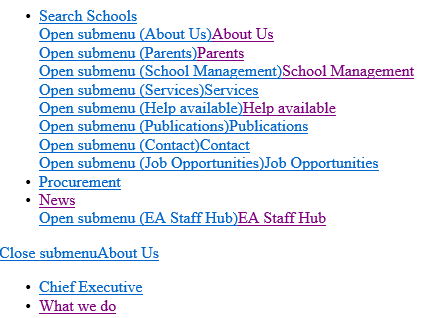 Search Schools
Open submenu (About Us)About Us
Open submenu (Parents)Parents
Open submenu (School Management)School Management
Open submenu (Services)Services
Open submenu (Help available)Help available
Open submenu (Publications)Publications
Open submenu (Contact)Contact
Open submenu (Job Opportunities)Job Opportunities
Procurement
News
Open submenu (EA Staff Hub)EA Staff Hub
Close submenuAbout Us
Chief Executive
What we do